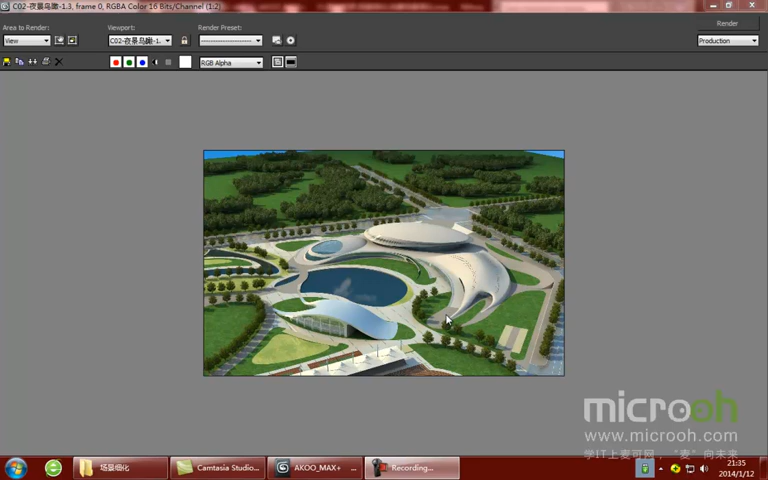 C02-夜景鸟瞰-1.3, frame 0, RGBA Color 16 Bits/Channel (1:2)
Area to Render:
Viewport:
Render Preset:
Render
View
C02-夜景鸟瞰-1.
Production
RGB Alpha
microoh
www.microoh.com
学IT上麦可网，"麦"向未来
场景细化
Camtasia Studio...
AKOO_MAX+ ...
Recording...
21:35
2014/1/12